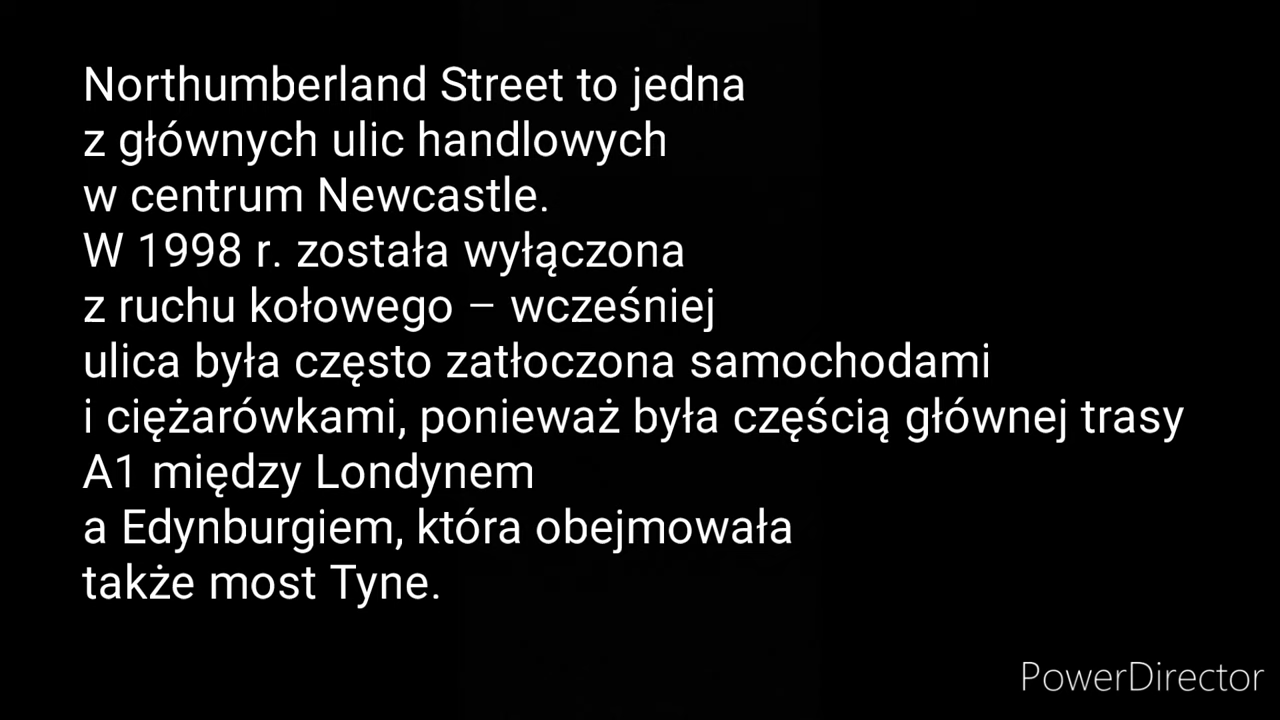 Northumberland Street to jedna
z głównych ulic handlowych
w centrum Newcastle.
W 1998 r. została wyłączona
z ruchu kołowego – wcześniej
ulica była często zatłoczona samochodami
i ciężarówkami, ponieważ była częścią głównej trasy
A1 między Londynem
a Edynburgiem, która obejmowała
także most Tyne.
PowerDirector